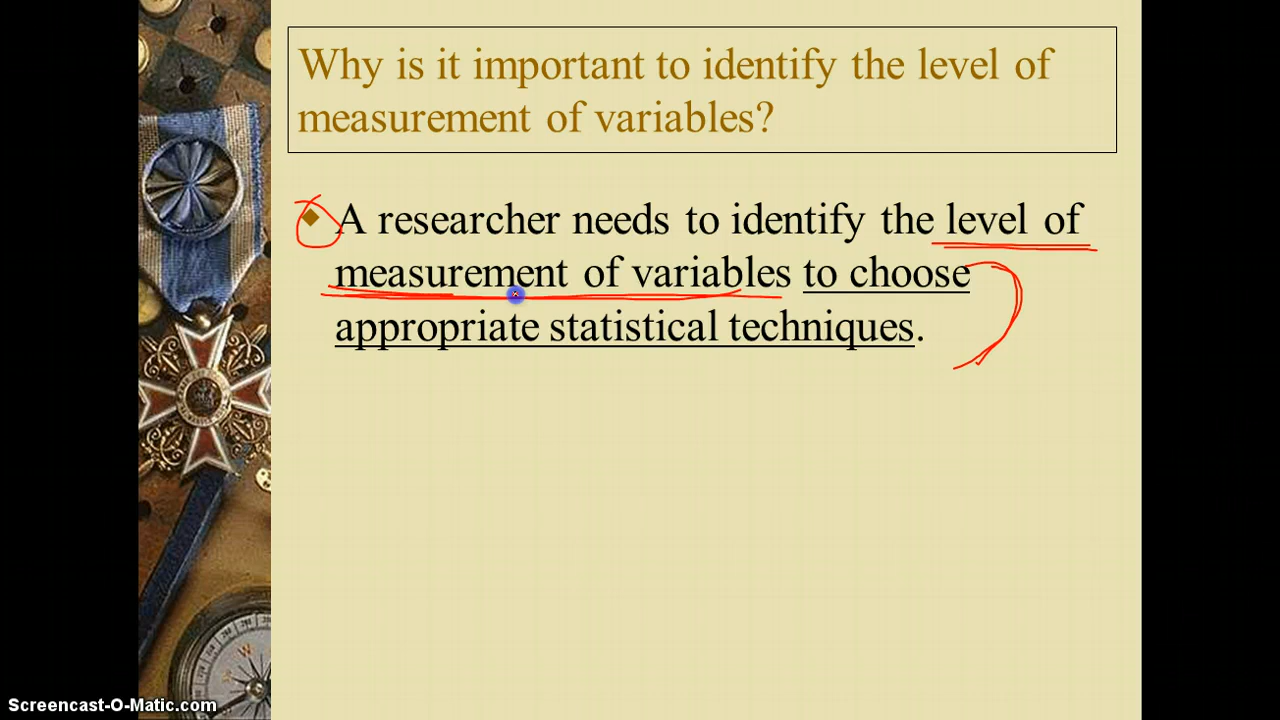 Why is it important to identify the level of
measurement of variables?
A researcher needs to identify the level of
measurement of variables to choose
appropriate statistical techniques.
Screencast-O-Matic.com